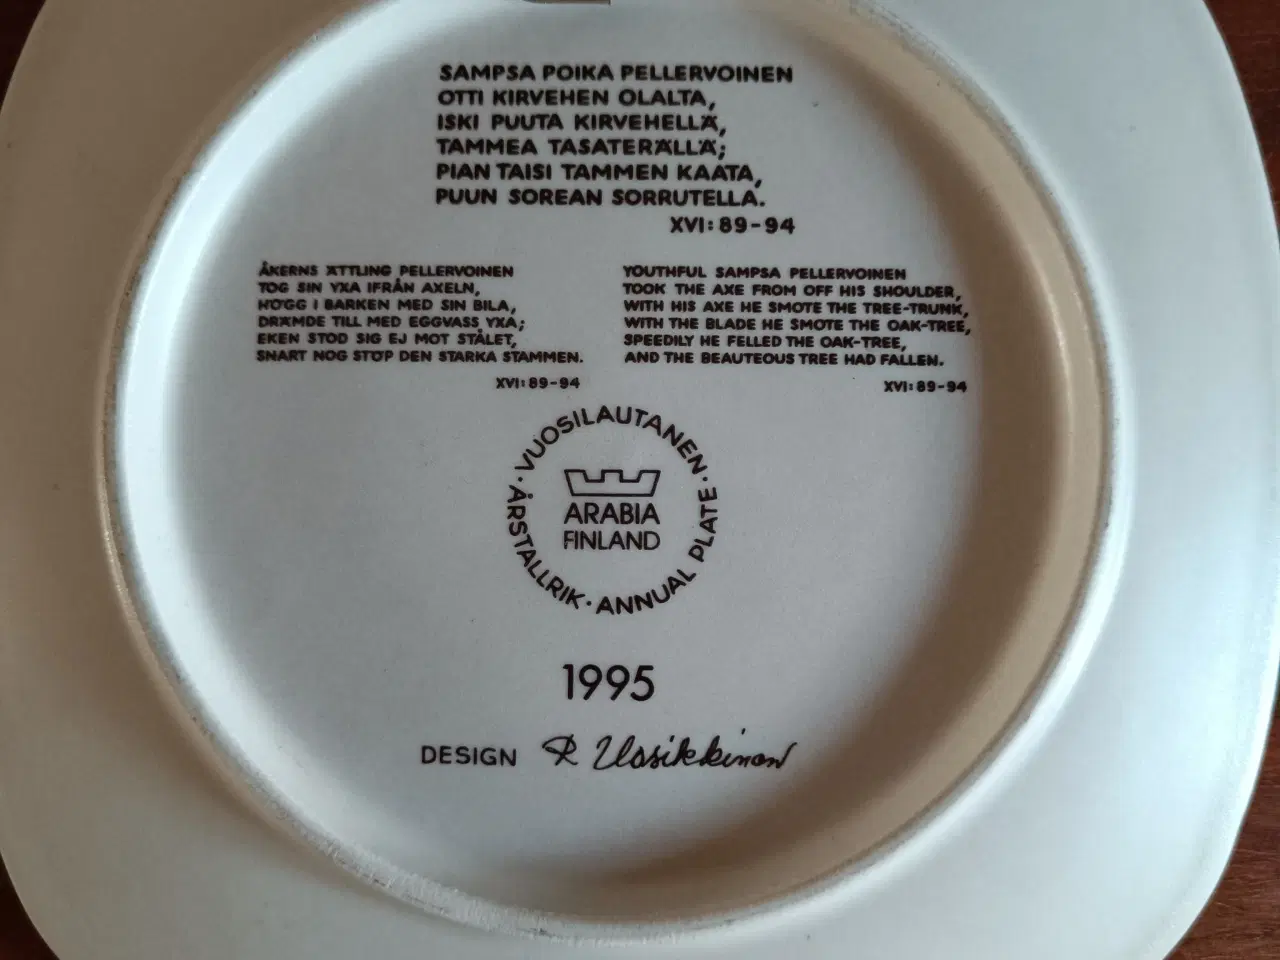 SAMPSA POIKA PELLERVOINEN
OTTI KIRVEHEN OLALTA,
ISKI PUUTA KIRVEHELLÄ,
TAMMEA TASATERÄLLÄ;
PIAN TAISI TAMMEN KAATA,
PUUN SOREAN SORRUTELLA.
XVI: 89-94
ÅKERNS ÄTTLING PELLERVOINEN
TOG SIN YXA IFRÅN AXELN,
HÖGG I BARKEN MED SIN BILA,
DRÄMDE TILL MED EGGVASS YXA;
EKEN STOD SIG EJ MOT STÅLET,
SNART NOG STÖP DEN STARKA STAMMEN.
XVI: 89-94
YOUTHFUL SAMPSA PELLERVOINEN
TOOK THE AXE FROM OFF HIS SHOULDER,
WITH HIS AXE HE SMOTE THE TREE-TRUNK,
WITH THE BLADE HE SMOTE THE OAK-TREE,
SPEEDILY HE FELLED THE OAK-TREE,
AND THE BEAUTEOUS TREE HAD FALLEN.
XVI: 89-94
· VUOSILAUTANEN · ANNUAL PLATE · ÅRSTALLRIK
ARABIA
FINLAND
1995
DESIGN R Uosikkinen